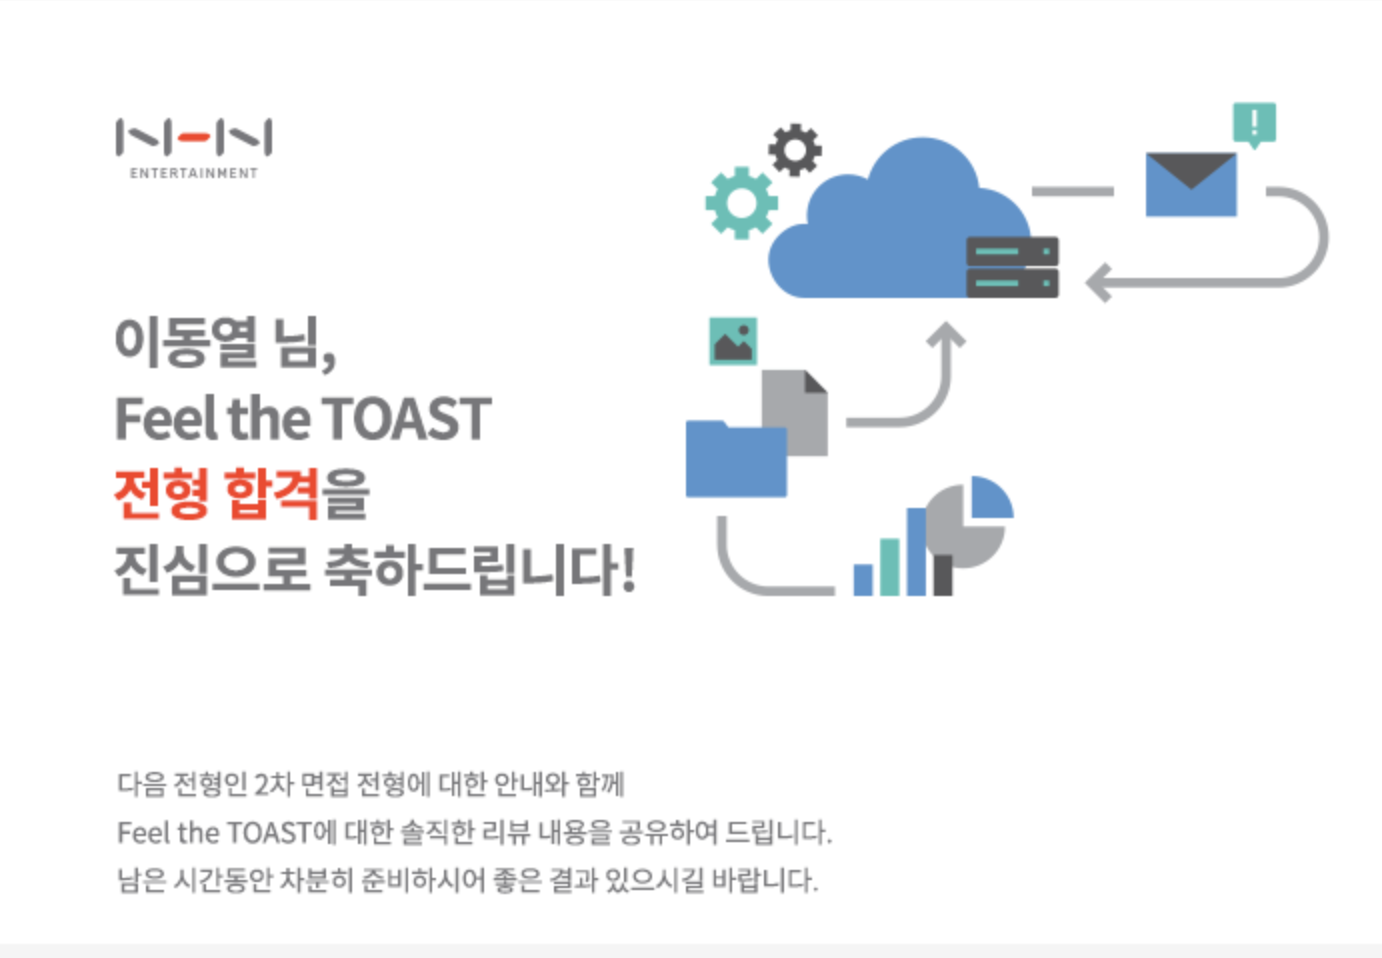 NHN
ENTERTAINMENT
이동열 님,
Feel the TOAST
전형 합격을
진심으로 축하드립니다!
다음 전형인 2차 면접 전형에 대한 안내와 함께
Feel the TOAST에 대한 솔직한 리뷰 내용을 공유하여 드립니다.
남은 시간동안 차분히 준비하시어 좋은 결과 있으시길 바랍니다.